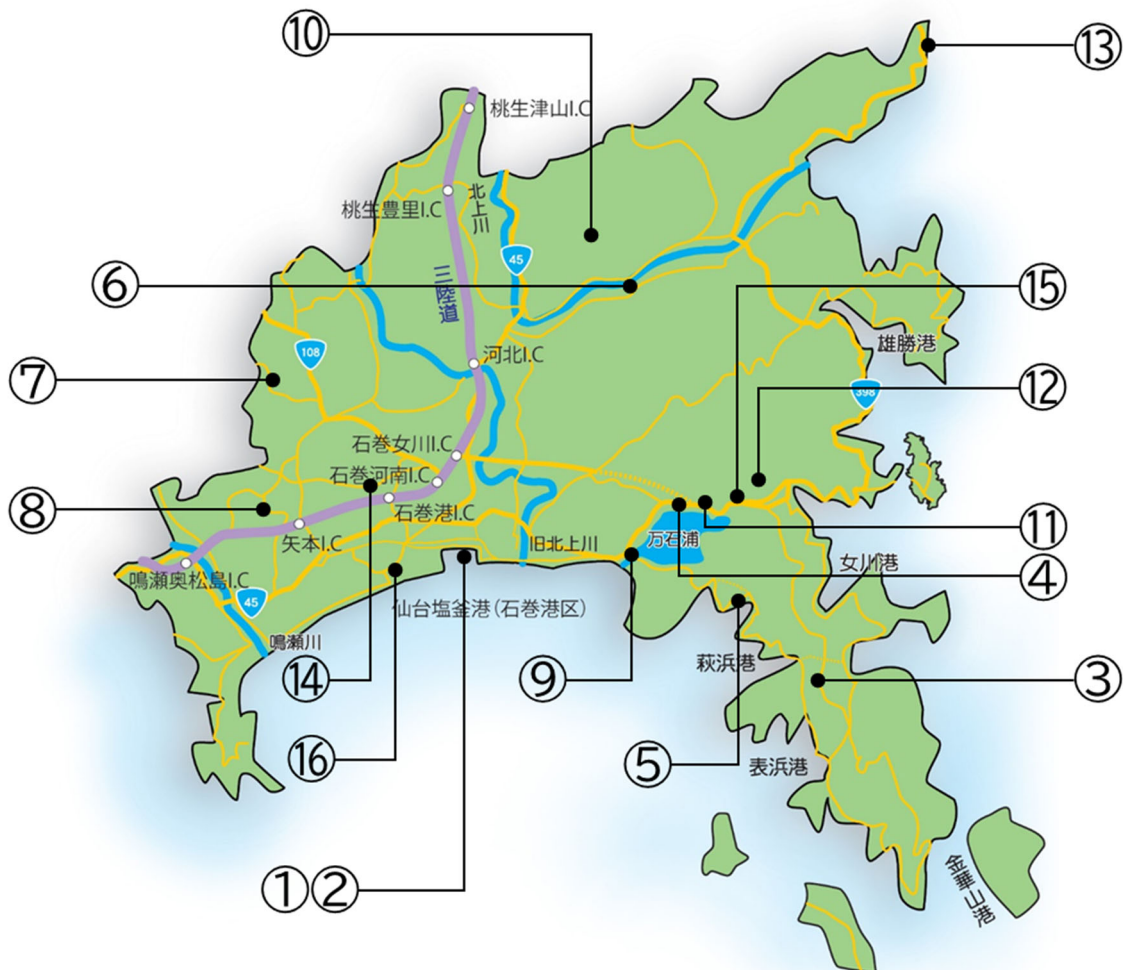 ⑩
⑬
桃生津山I.C
桃生豊里I.C
北上川
45
⑥
三陸道
⑮
雄勝港
108
河北I.C
⑦
⑫
398
石巻女川I.C
石巻河南I.C
石巻港I.C
⑧
矢本I.C
旧北上川
万石浦
⑪
鳴瀬奥松島I.C
女川港
④
45
仙台塩釜港(石巻港区)
鳴瀬川
萩浜港
⑭
⑨
③
⑯
⑤
表浜港
①②
金華山港